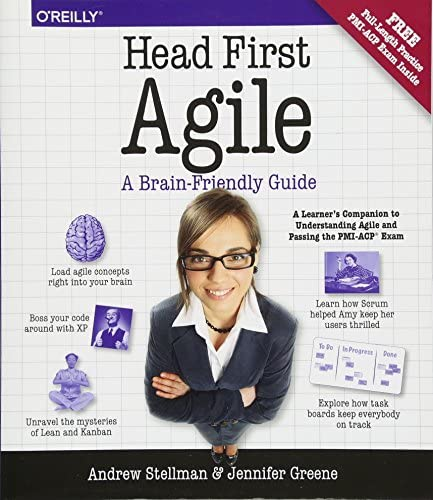 O'REILLY®
FREE
Full-Length Practice
PMI-ACP Exam Inside
Head First
Agile
A Brain-Friendly Guide
A Learner's Companion to
Understanding Agile and
Passing the PMI-ACP® Exam
Load agile concepts
right into your brain
Learn how Scrum
helped Amy keep her
users thrilled
Boss your code
around with XP
To Do
In Progress
Done
Unravel the mysteries
of Lean and Kanban
Explore how task
boards keep everybody
on track
Andrew Stellman & Jennifer Greene